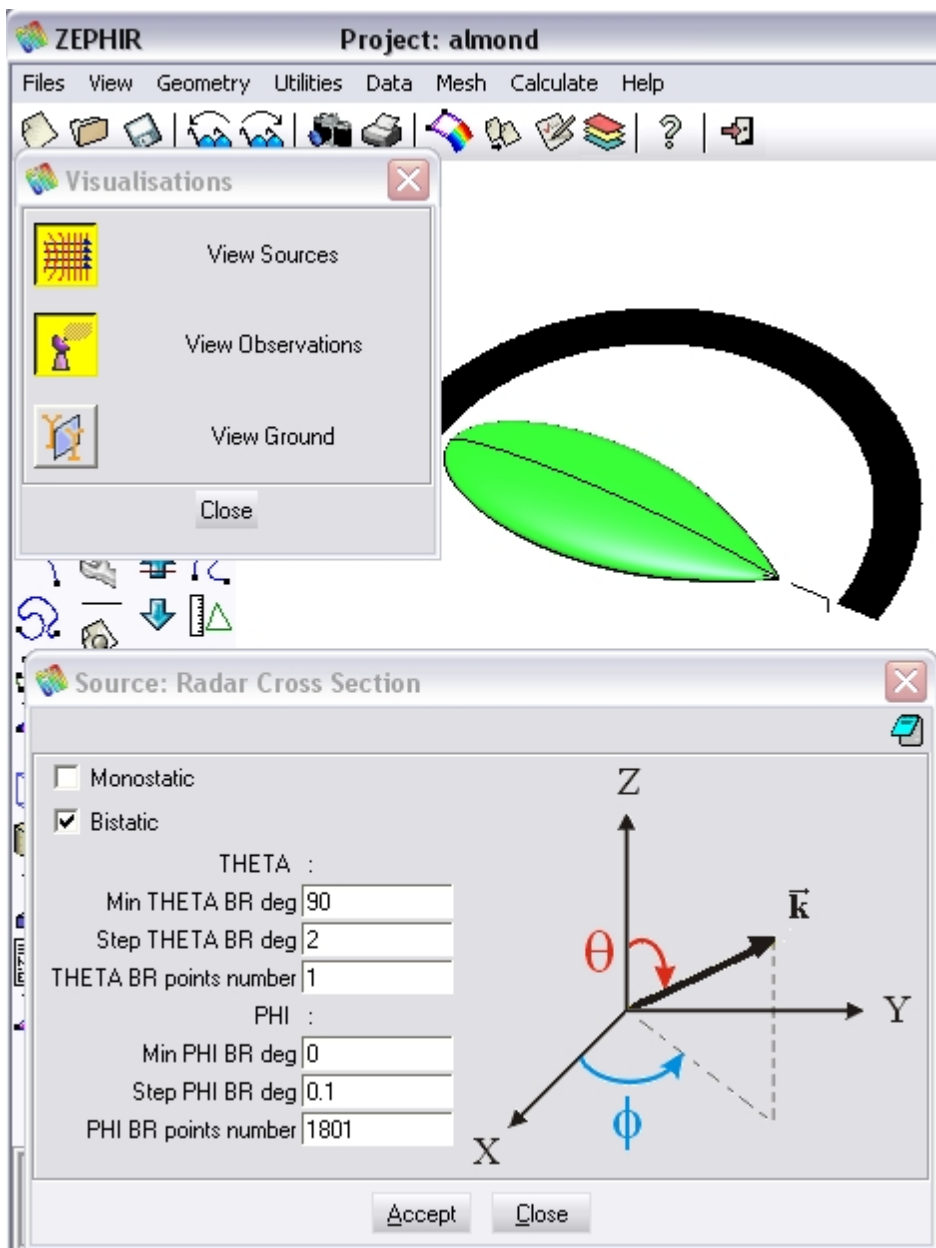 ZEPHIR Project: almond
Files View Geometry Utilities Data Mesh Calculate Help
Visualisations
View Sources
View Observations
View Ground
Close
Source: Radar Cross Section
Monostatic
Bistatic
THETA :
Min THETA BR deg 90
Step THETA BR deg 2
THETA BR points number 1
PHI :
Min PHI BR deg 0
Step PHI BR deg 0.1
PHI BR points number 1801
Z
k⃗
θ
Y
ϕ
X
Accept Close